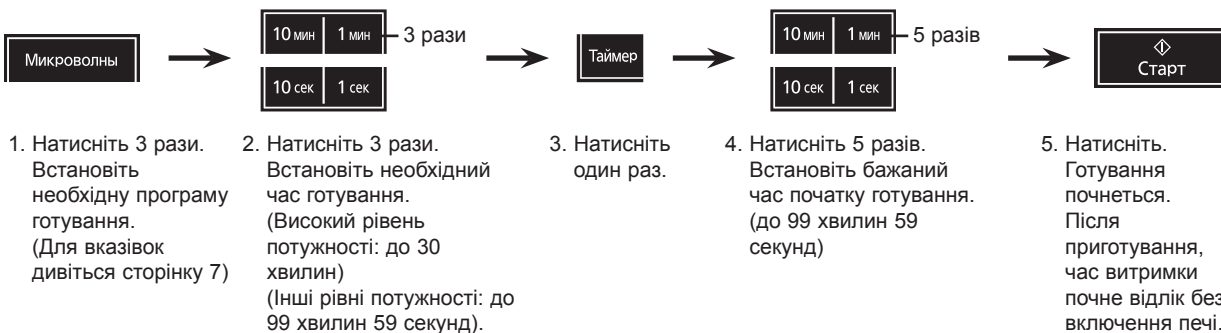 Микроволны
10 мин 1 мин 3 рази
10 сек 1 сек
Таймер
10 мин 1 мин 5 разів
10 сек 1 сек
Старт
1. Натисніть 3 рази.
Встановіть
необхідну програму
готування.
(Для вказівок
дивіться сторінку 7)
2. Натисніть 3 рази.
Встановіть необхідний
час готування.
(Високий рівень
потужності: до 30
хвилин)
(Інші рівні потужності: до
99 хвилин 59 секунд).
3. Натисніть
один раз.
4. Натисніть 5 разів.
Встановіть бажаний
час початку готування.
(до 99 хвилин 59
секунд)
5. Натисніть.
Готування
почнеться.
Після
приготування,
час витримки
почне відлік без
включення печі.